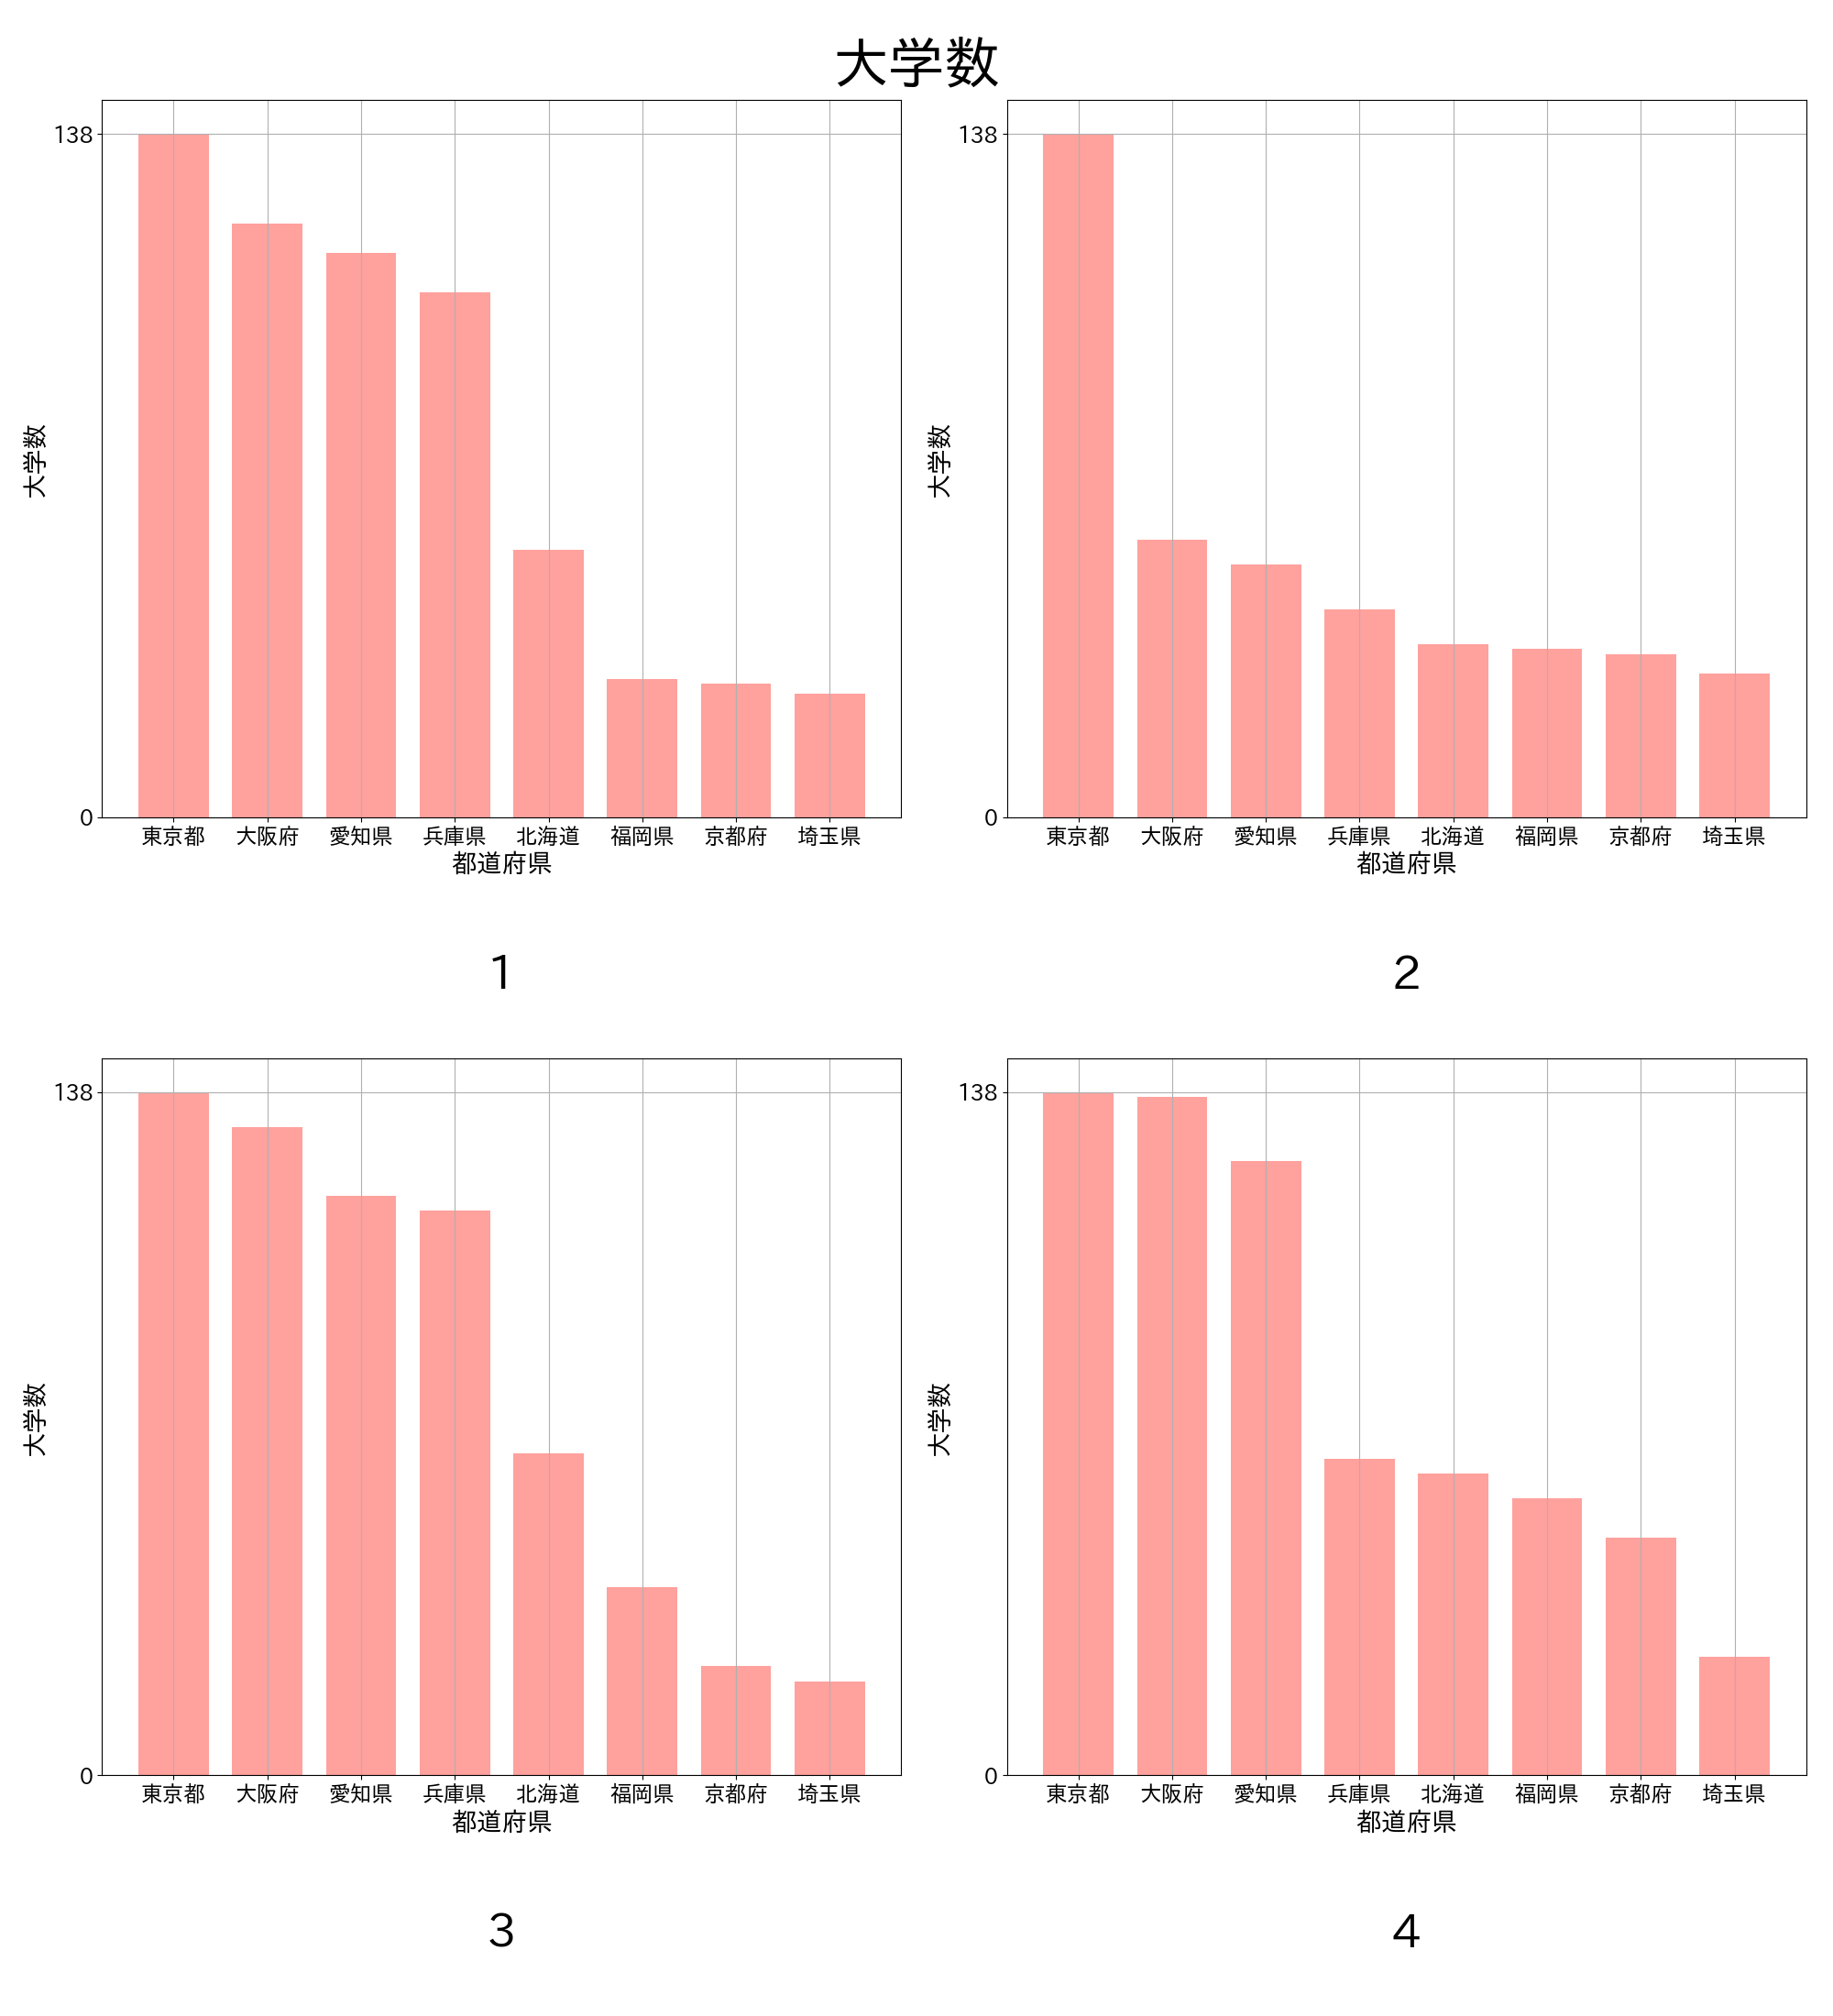 大学数
138
0
大学数
東京都 大阪府 愛知県 兵庫県 北海道 福岡県 京都府 埼玉県
都道府県
1
138
0
大学数
東京都 大阪府 愛知県 兵庫県 北海道 福岡県 京都府 埼玉県
都道府県
2
138
0
大学数
東京都 大阪府 愛知県 兵庫県 北海道 福岡県 京都府 埼玉県
都道府県
3
138
0
大学数
東京都 大阪府 愛知県 兵庫県 北海道 福岡県 京都府 埼玉県
都道府県
4